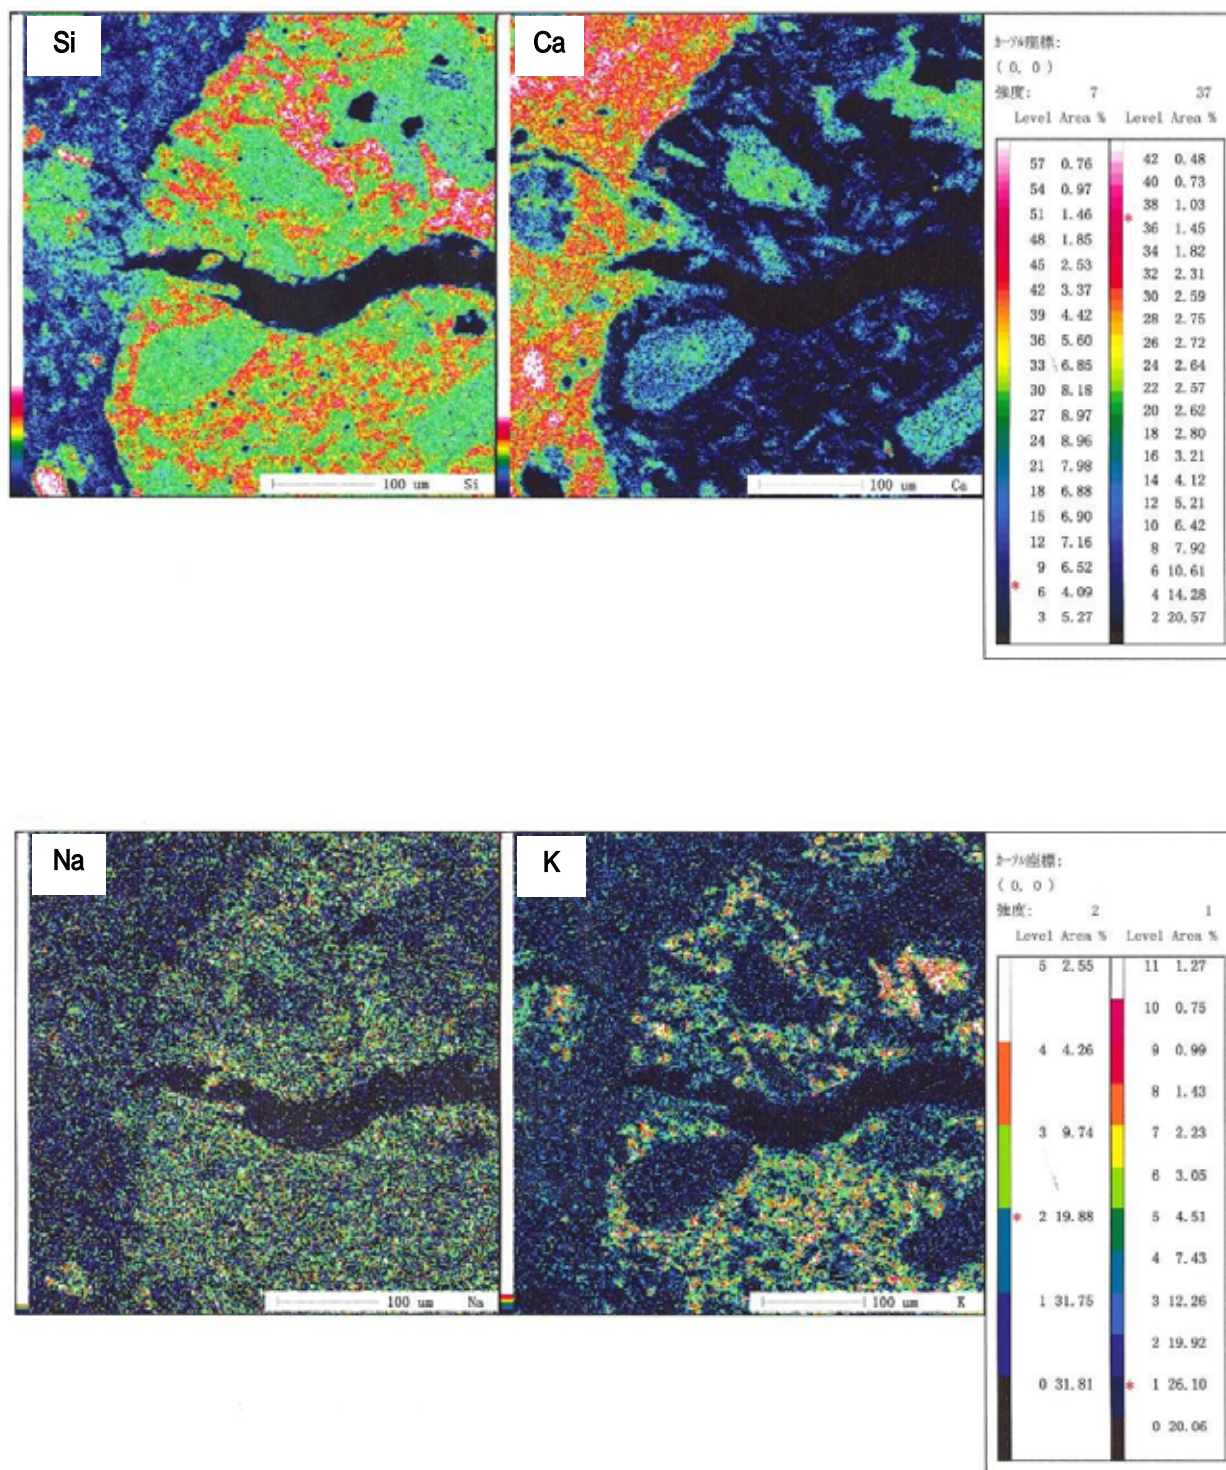 Si
Ca
カーソル座標:
( 0, 0 )
強度: 7 37
Level Area % Level Area %
57 0.76 42 0.48
54 0.97 40 0.73
51 1.46 38 1.03
48 1.85 36 1.45
45 2.53 34 1.82
42 3.37 32 2.31
39 4.42 30 2.59
36 5.60 28 2.75
33 6.85 26 2.72
30 8.18 24 2.64
27 8.97 22 2.57
24 8.96 20 2.62
21 7.98 18 2.80
18 6.88 16 3.21
15 6.90 14 4.12
12 7.16 12 5.21
9 6.52 10 6.42
6 4.09 8 7.92
3 5.27 6 10.61
4 14.28
2 20.57
100 um Si
100 um Ca
Na
K
カーソル座標:
( 0, 0 )
強度: 2 1
Level Area % Level Area %
5 2.55 11 1.27
10 0.75
4 4.26 9 0.99
8 1.43
3 9.74 7 2.23
6 3.05
2 19.88 5 4.51
4 7.43
1 31.75 3 12.26
2 19.92
0 31.81 1 26.10
0 20.06
100 um Na
100 um K